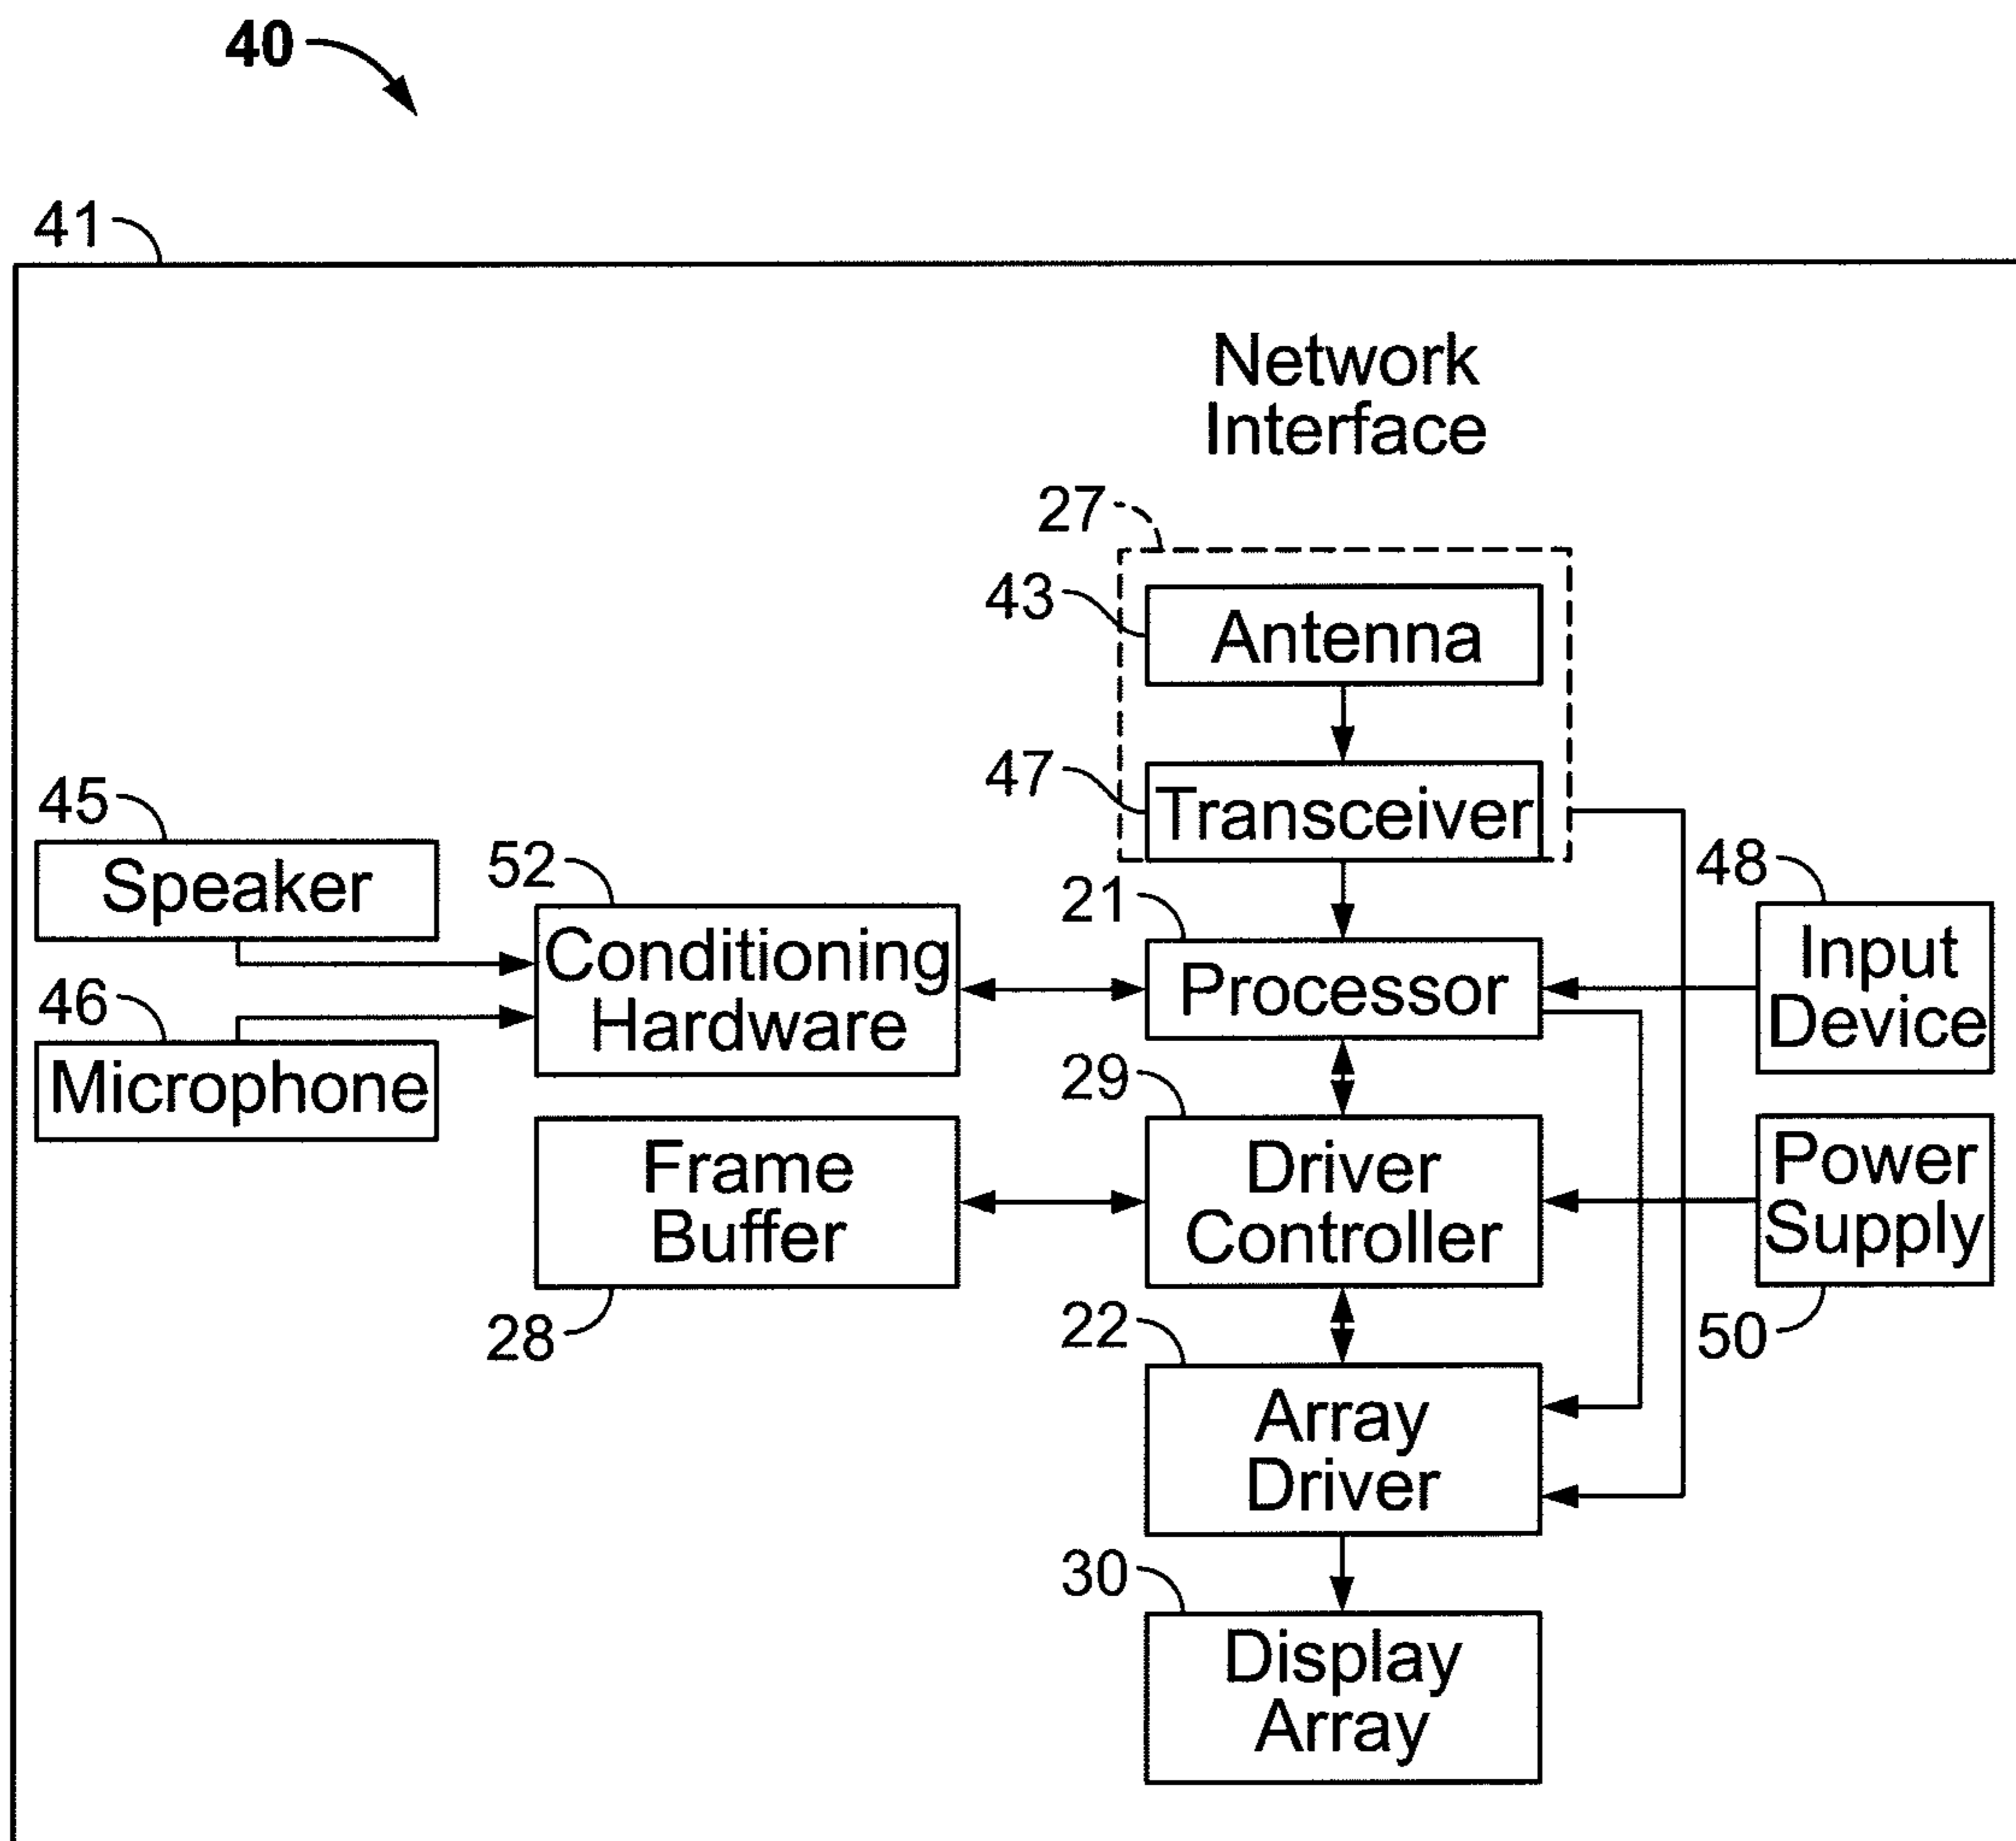 40
41
Network
Interface
27
43
Antenna
47
Transceiver
45
Speaker
52
Conditioning
Hardware
21
Processor
48
Input
Device
46
Microphone
29
Driver
Controller
Frame
Buffer
28
Power
Supply
50
22
Array
Driver
30
Display
Array